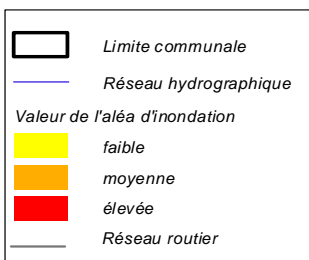 Limite communale
Réseau hydrographique
Valeur de l'aléa d'inondation
faible
moyenne
élevée
Réseau routier